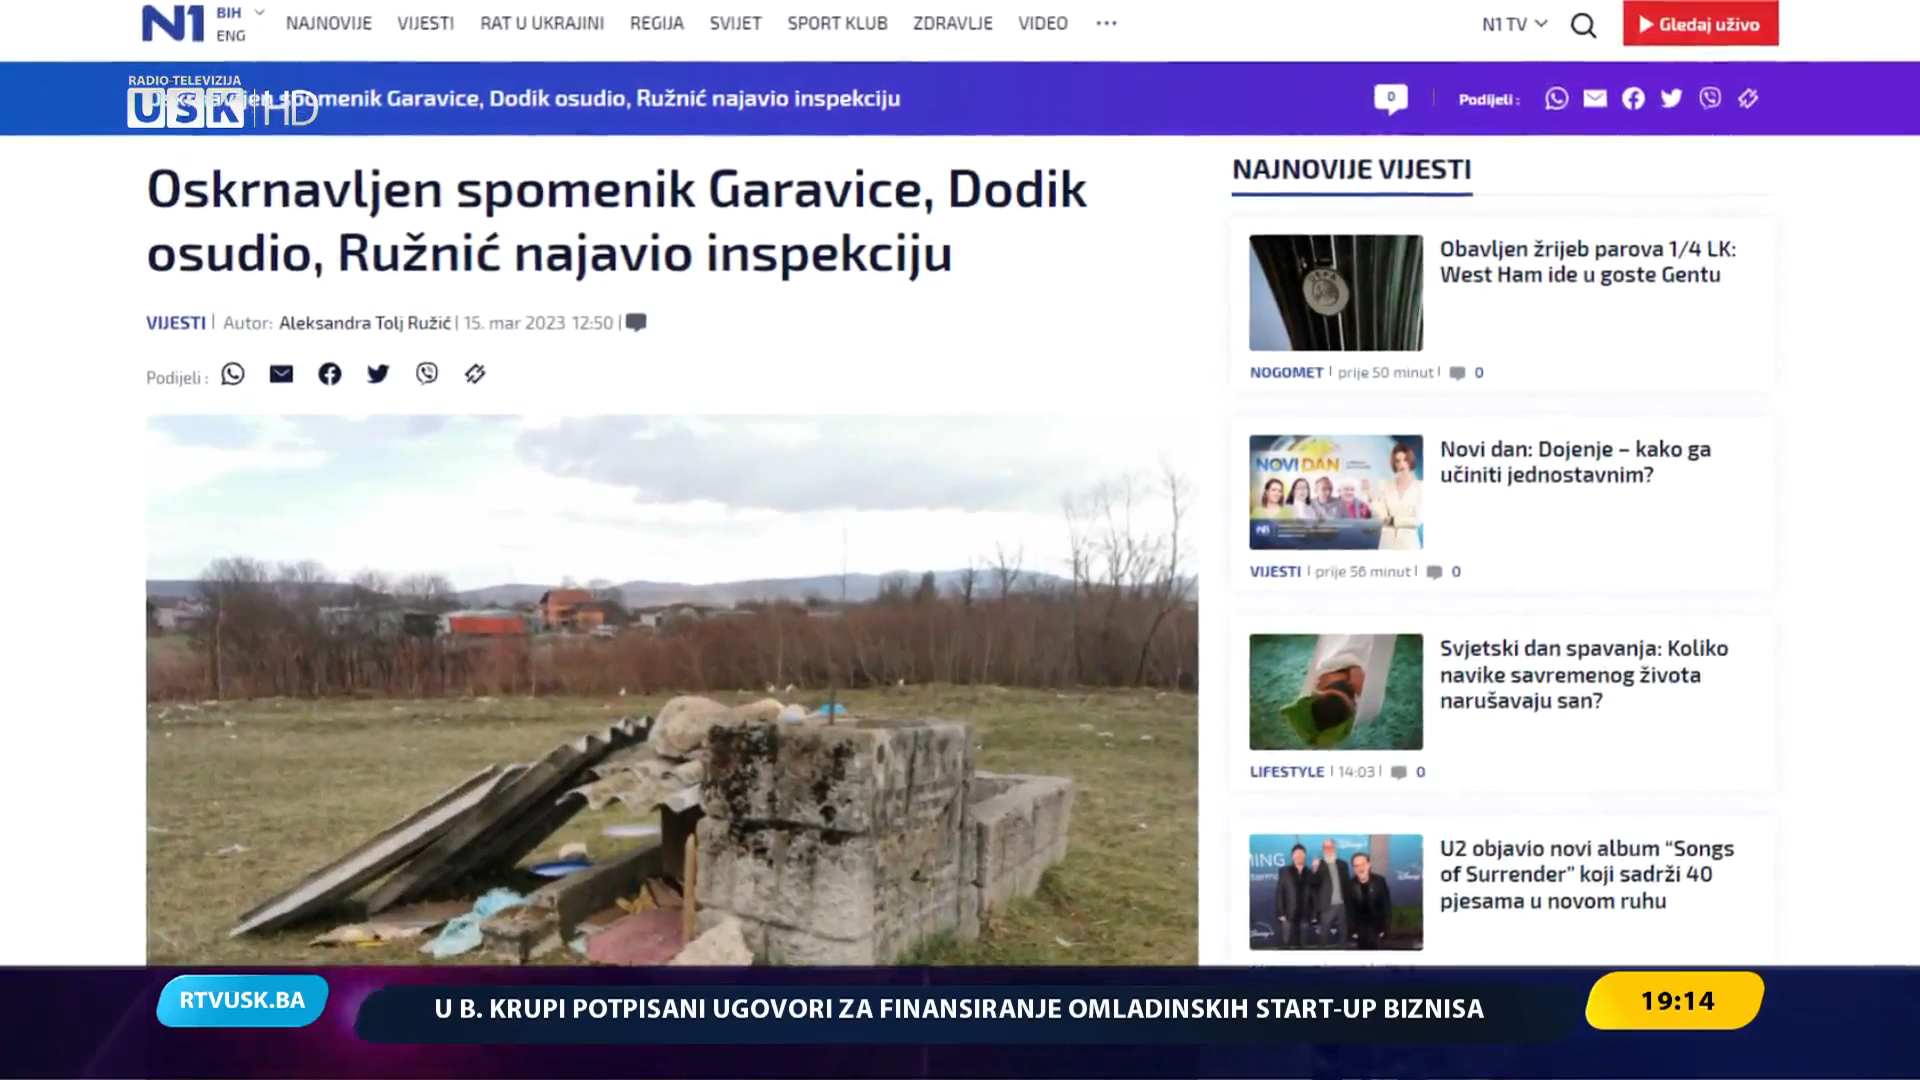 N1
BIH
ENG
NAJNOVIJE VIJESTI RAT U UKRAJINI REGIJA SVIJET SPORT KLUB ZDRAVLJE VIDEO
N1 TV
Gledaj uživo
RADIO-TELEVIZIJA
USK HD
spomenik Garavice, Dodik osudio, Ružnić najavio inspekciju
0
Podijeli :
Oskrnavljen spomenik Garavice, Dodik
osudio, Ružnić najavio inspekciju
VIJESTI | Autor: Aleksandra Tolj Ružić | 15. mar 2023 12:50 |
Podijeli :
NAJNOVIJE VIJESTI
Obavljen žrijeb parova 1/4 LK:
West Ham ide u goste Gentu
NOGOMET | prije 50 minut | 0
NOVI DAN
N1
Novi dan: Dojenje – kako ga
učiniti jednostavnim?
VIJESTI | prije 56 minut | 0
Svjetski dan spavanja: Koliko
navike savremenog života
narušavaju san?
LIFESTYLE | 14:03 | 0
U2 objavio novi album “Songs
of Surrender” koji sadrži 40
pjesama u novom ruhu
RTVUSK.BA
U B. KRUPI POTPISANI UGOVORI ZA FINANSIRANJE OMLADINSKIH START-UP BIZNISA
19:14